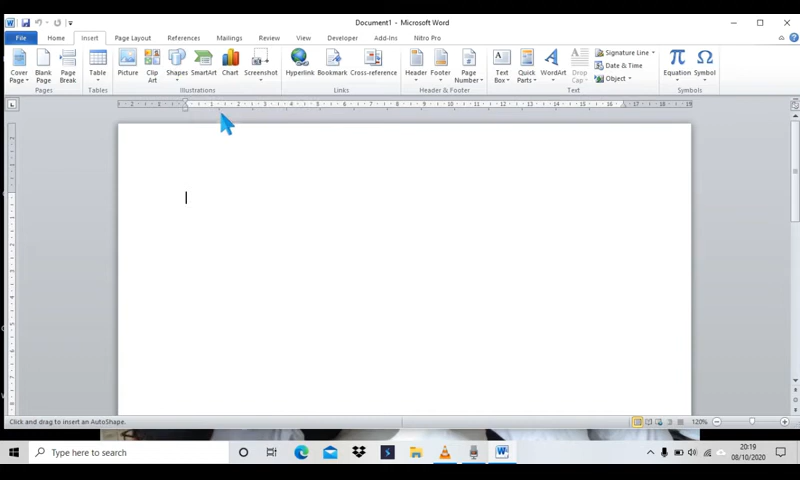 Document1 - Microsoft Word
File Home Insert Page Layout References Mailings Review View Developer Add-Ins Nitro Pro
Cover Page Blank Page Page Break Table Picture Clip Art Shapes SmartArt Chart Screenshot Hyperlink Bookmark Cross-reference Header Footer Page Number Text Box Quick Parts WordArt Drop Cap Signature Line Date & Time Object Equation Symbol
Pages Tables Illustrations Links Header & Footer Text Symbols
Click and drag to insert an AutoShape. 120%
Type here to search 20:19
08/10/2020